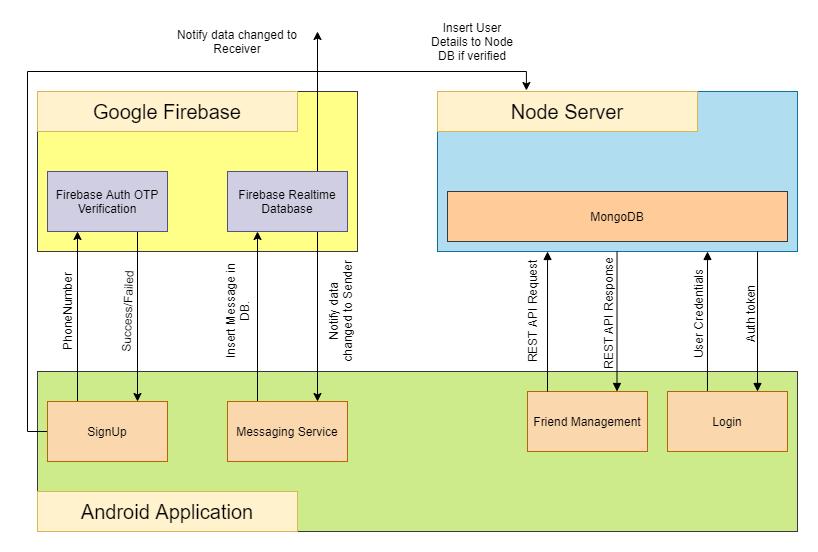 Notify data changed to
Receiver
Insert User
Details to Node
DB if verified
Google Firebase
Node Server
Firebase Auth OTP
Verification
Firebase Realtime
Database
MongoDB
PhoneNumber
Success/Failed
Insert Message in
DB.
Notify data
changed to Sender
REST API Request
REST API Response
User Credentials
Auth token
SignUp
Messaging Service
Friend Management
Login
Android Application